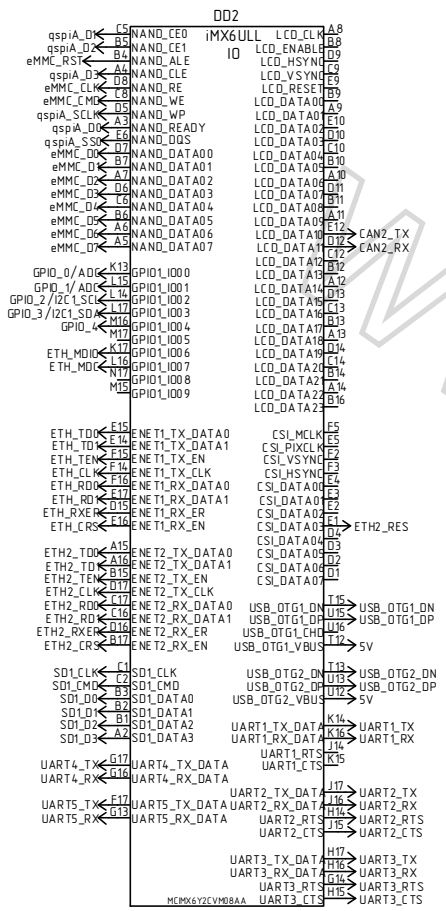 DD2
iMX6ULL
IO
qspiA_D1 C5 NAND_CE0
qspiA_D2 B5 NAND_CE1
eMMC_RST B4 NAND_ALE
qspiA_D3 A4 NAND_CLE
eMMC_CLK D8 NAND_RE
eMMC_CMD C8 NAND_WE
qspiA_SCLK D5 NAND_WP
qspiA_D0 A3 NAND_READY
qspiA_SS0 E6 NAND_DQS
eMMC_D0 D7 NAND_DATA00
eMMC_D1 B7 NAND_DATA01
eMMC_D2 A7 NAND_DATA02
eMMC_D3 D6 NAND_DATA03
eMMC_D4 C6 NAND_DATA04
eMMC_D5 B6 NAND_DATA05
eMMC_D6 A6 NAND_DATA06
eMMC_D7 A5 NAND_DATA07
GPIO_0/ADC K13 GPIO1_IO00
GPIO_1/ADC L15 GPIO1_IO01
GPIO_2/I2C1_SCL L14 GPIO1_IO02
GPIO_3/I2C1_SDA L17 GPIO1_IO03
GPIO_4 M16 GPIO1_IO04
M17 GPIO1_IO05
ETH_MDIO K17 GPIO1_IO06
ETH_MDC L16 GPIO1_IO07
N17 GPIO1_IO08
M15 GPIO1_IO09
ETH_TD0 E15 ENET1_TX_DATA0
ETH_TD1 E14 ENET1_TX_DATA1
ETH_TEN F15 ENET1_TX_EN
ETH_CLK F14 ENET1_TX_CLK
ETH_RD0 F16 ENET1_RX_DATA0
ETH_RD1 E17 ENET1_RX_DATA1
ETH_RXER D15 ENET1_RX_ER
ETH_CRS E16 ENET1_RX_EN
ETH2_TD0 A15 ENET2_TX_DATA0
ETH2_TD1 A16 ENET2_TX_DATA1
ETH2_TEN B15 ENET2_TX_EN
ETH2_CLK D17 ENET2_TX_CLK
ETH2_RD0 C17 ENET2_RX_DATA0
ETH2_RD1 C16 ENET2_RX_DATA1
ETH2_RXER D16 ENET2_RX_ER
ETH2_CRS B17 ENET2_RX_EN
SD1_CLK C1 SD1_CLK
SD1_CMD C2 SD1_CMD
SD1_D0 B3 SD1_DATA0
SD1_D1 B2 SD1_DATA1
SD1_D2 B1 SD1_DATA2
SD1_D3 A2 SD1_DATA3
UART4_TX G17 UART4_TX_DATA
UART4_RX G16 UART4_RX_DATA
UART5_TX F17 UART5_TX_DATA
UART5_RX G13 UART5_RX_DATA
LCD_CLK A8
LCD_ENABLE B8
LCD_HSYNC D9
LCD_VSYNC C9
LCD_RESET E9
LCD_DATA00 B9
LCD_DATA01 A9
LCD_DATA02 E10
LCD_DATA03 D10
LCD_DATA04 C10
LCD_DATA05 B10
LCD_DATA06 A10
LCD_DATA07 D11
LCD_DATA08 B11
LCD_DATA09 A11
LCD_DATA10 E12 CAN2_TX
LCD_DATA11 D12 CAN2_RX
LCD_DATA12 C12
LCD_DATA13 B12
LCD_DATA14 A12
LCD_DATA15 D13
LCD_DATA16 C13
LCD_DATA17 B13
LCD_DATA18 A13
LCD_DATA19 D14
LCD_DATA20 C14
LCD_DATA21 B14
LCD_DATA22 A14
LCD_DATA23 B16
CSI_MCLK F5
CSI_PIXCLK E5
CSI_VSYNC F2
CSI_HSYNC F3
CSI_DATA00 E4
CSI_DATA01 E3
CSI_DATA02 E2
CSI_DATA03 E1 ETH2_RES
CSI_DATA04 D4
CSI_DATA05 D3
CSI_DATA06 D2
CSI_DATA07 D1
USB_OTG1_DN T15 USB_OTG1_DN
USB_OTG1_DP U15 USB_OTG1_DP
USB_OTG1_CHD U16
USB_OTG1_VBUS T12 5V
USB_OTG2_DN T13 USB_OTG2_DN
USB_OTG2_DP U13 USB_OTG2_DP
USB_OTG2_VBUS U12 5V
UART1_TX_DATA K14 UART1_TX
UART1_RX_DATA K16 UART1_RX
UART1_RTS J14
UART1_CTS K15
UART2_TX_DATA J17 UART2_TX
UART2_RX_DATA J16 UART2_RX
UART2_RTS H14 UART2_RTS
UART2_CTS J15 UART2_CTS
UART3_TX_DATA H17 UART3_TX
UART3_RX_DATA H16 UART3_RX
UART3_RTS G14 UART3_RTS
UART3_CTS H15 UART3_CTS
MCIMX6Y2CVM08AA